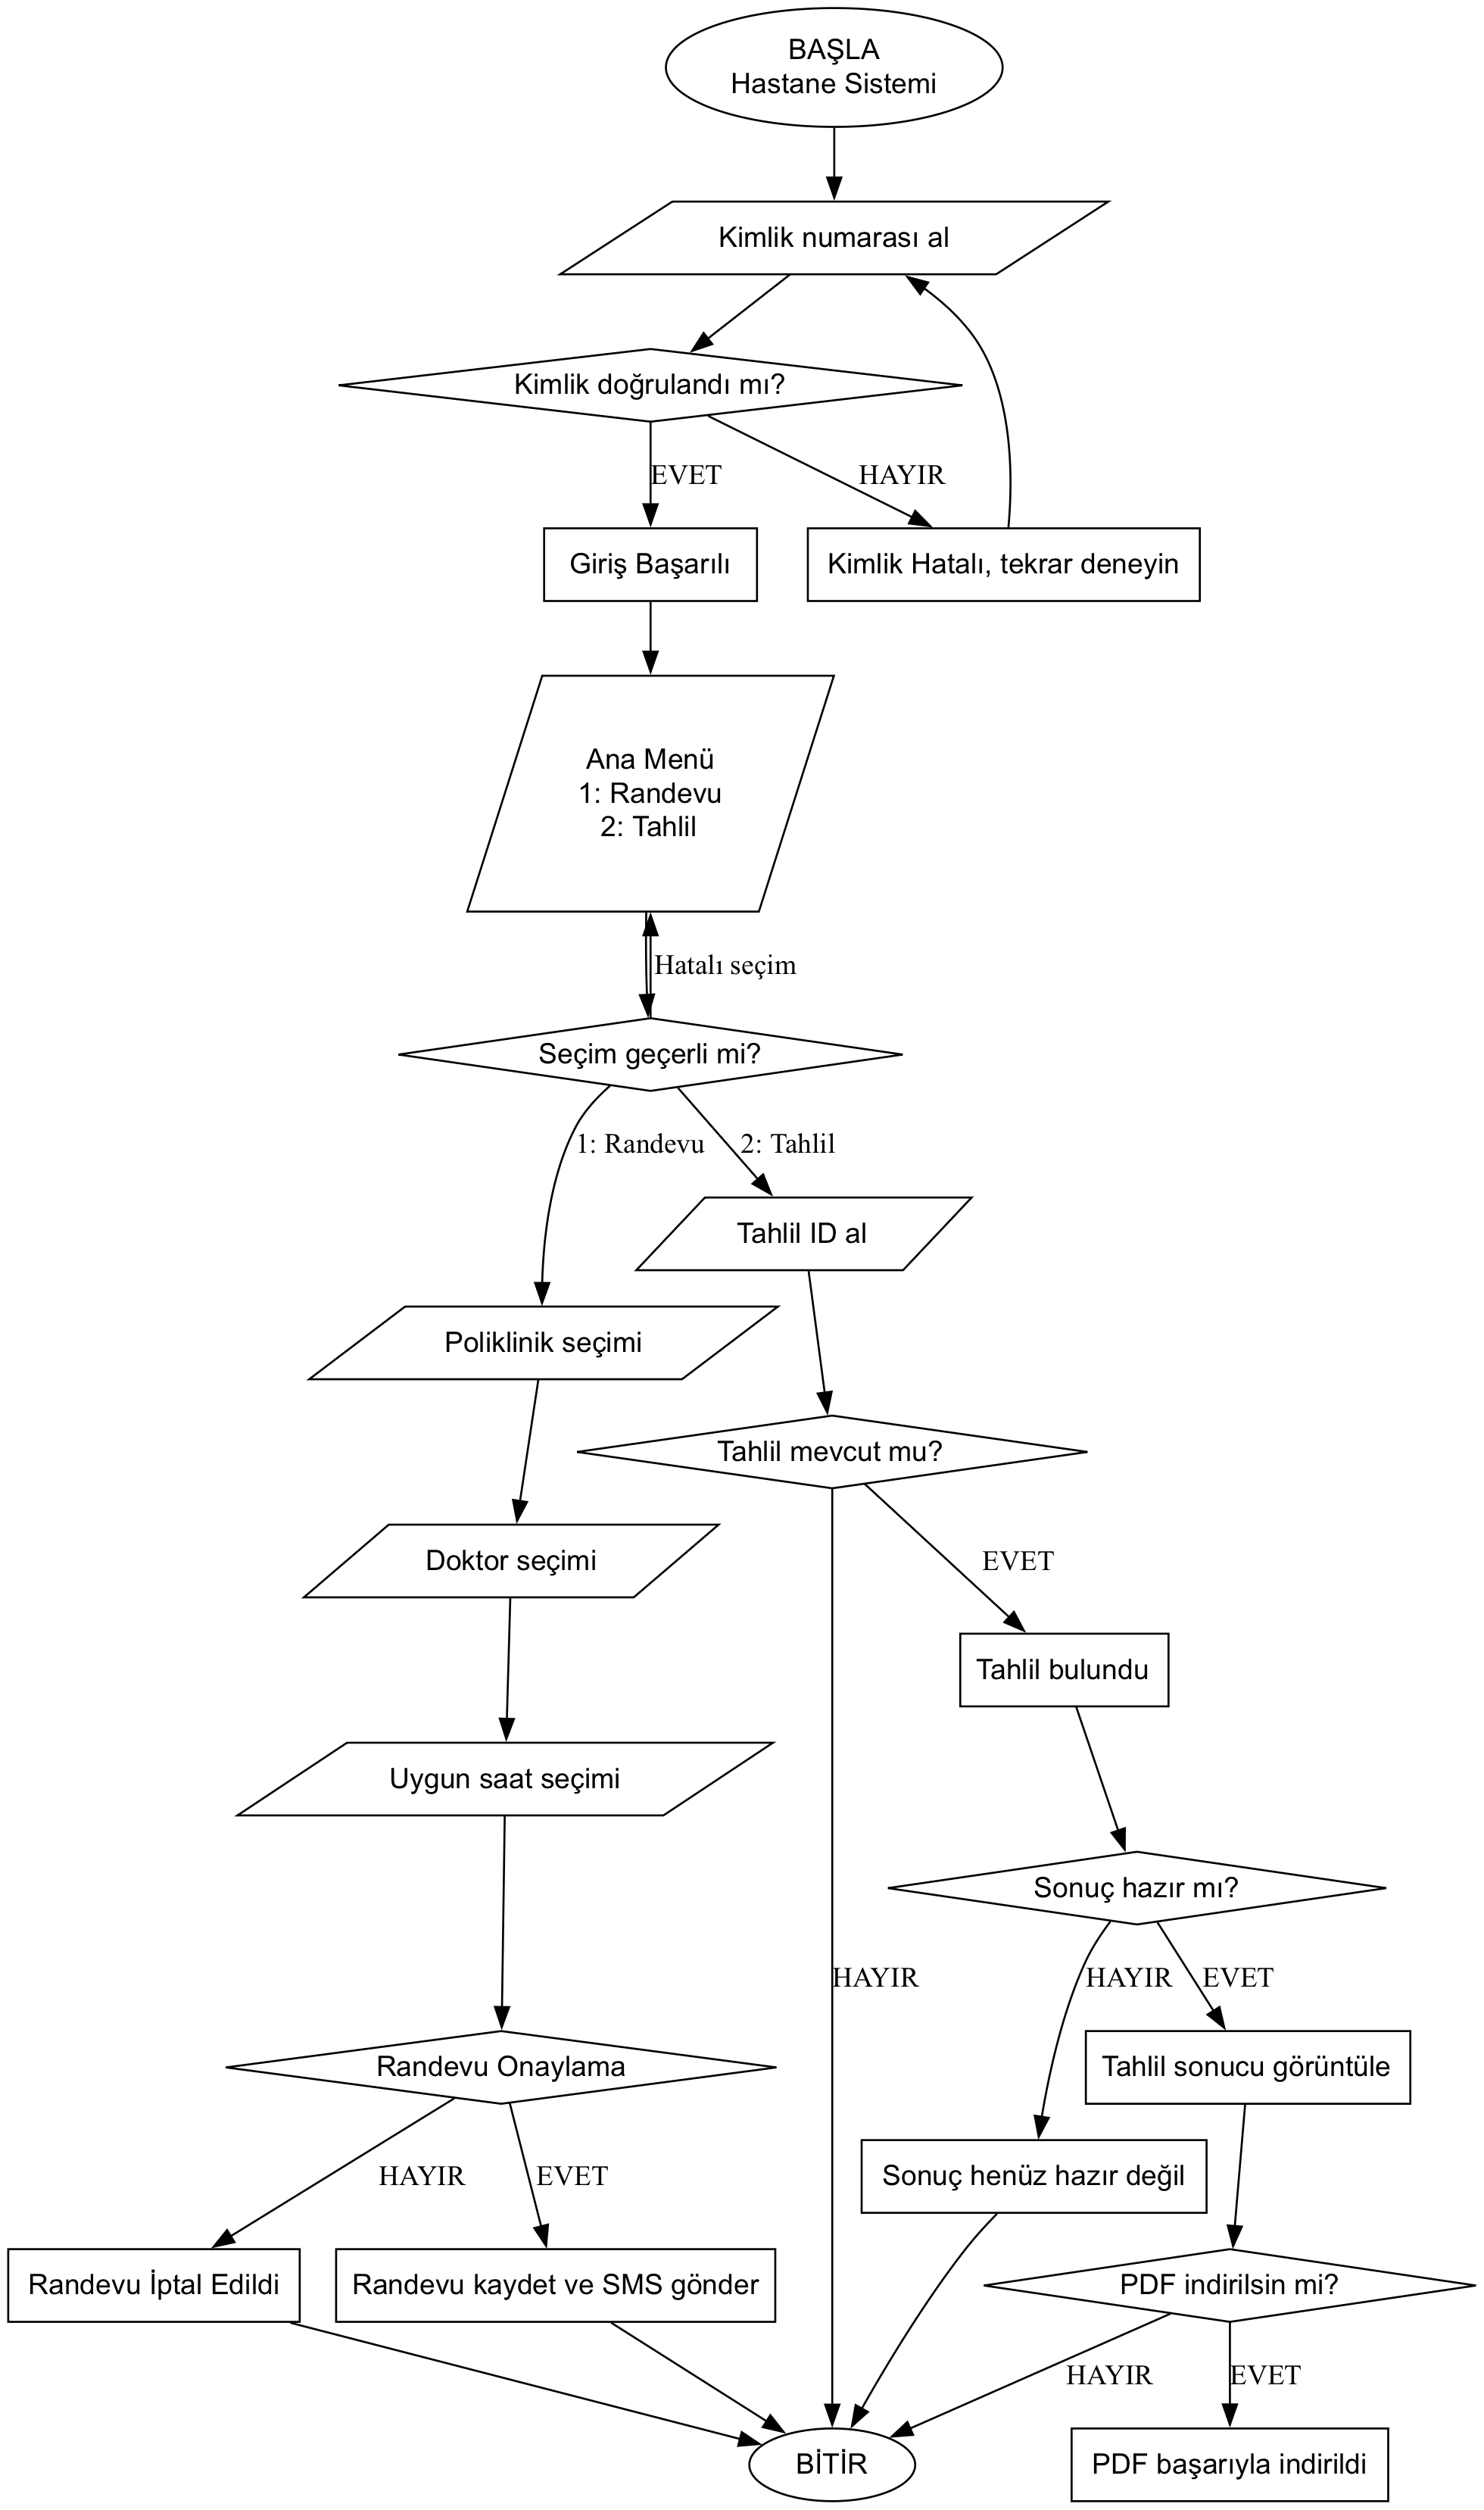 BAŞLA
Hastane Sistemi
Kimlik numarası al
Kimlik doğrulandı mı?
EVET
HAYIR
Giriş Başarılı
Kimlik Hatalı, tekrar deneyin
Ana Menü
1: Randevu
2: Tahlil
Hatalı seçim
Seçim geçerli mi?
1: Randevu
2: Tahlil
Tahlil ID al
Poliklinik seçimi
Tahlil mevcut mu?
Doktor seçimi
EVET
Tahlil bulundu
Uygun saat seçimi
Sonuç hazır mı?
HAYIR
HAYIR
EVET
Randevu Onaylama
Tahlil sonucu görüntüle
HAYIR
EVET
Sonuç henüz hazır değil
Randevu İptal Edildi
Randevu kaydet ve SMS gönder
PDF indirilsin mi?
HAYIR
EVET
BİTİR
PDF başarıyla indirildi